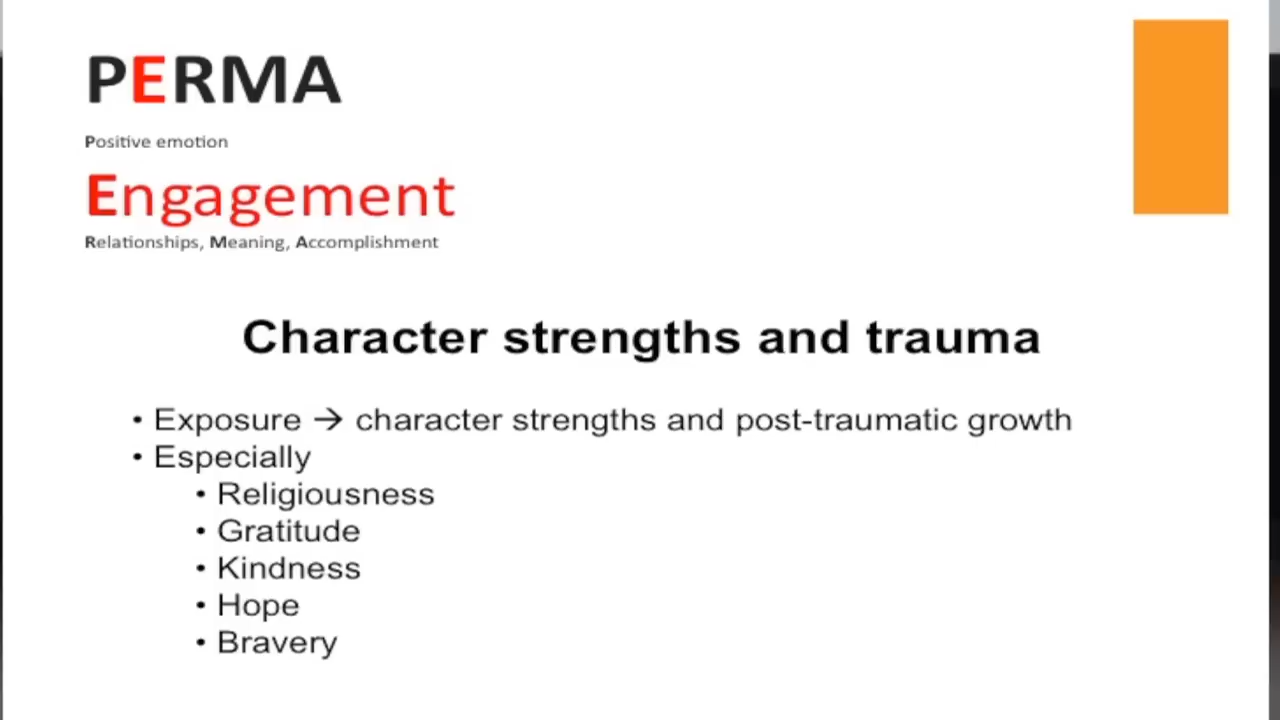 PERMA
Positive emotion
Engagement
Relationships, Meaning, Accomplishment
Character strengths and trauma
• Exposure → character strengths and post-traumatic growth
• Especially
• Religiousness
• Gratitude
• Kindness
• Hope
• Bravery